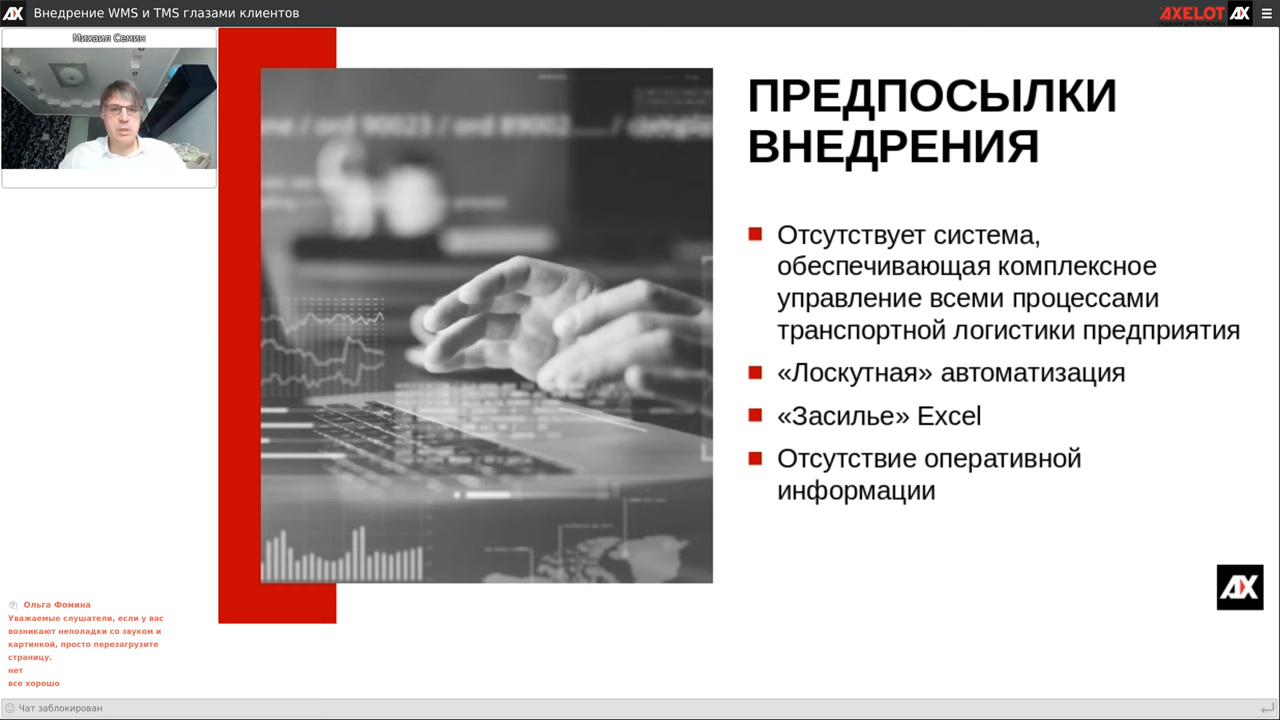 Внедрение WMS и TMS глазами клиентов
AXELOT
Михаил Семин
ПРЕДПОСЫЛКИ
ВНЕДРЕНИЯ
Отсутствует система,
обеспечивающая комплексное
управление всеми процессами
транспортной логистики предприятия
«Лоскутная» автоматизация
«Засилье» Excel
Отсутствие оперативной
информации
Ольга Фомина
Уважаемые слушатели, если у вас
возникают неполадки со звуком и
картинкой, просто перезагрузите
страницу.
нет
все хорошо
Чат заблокирован